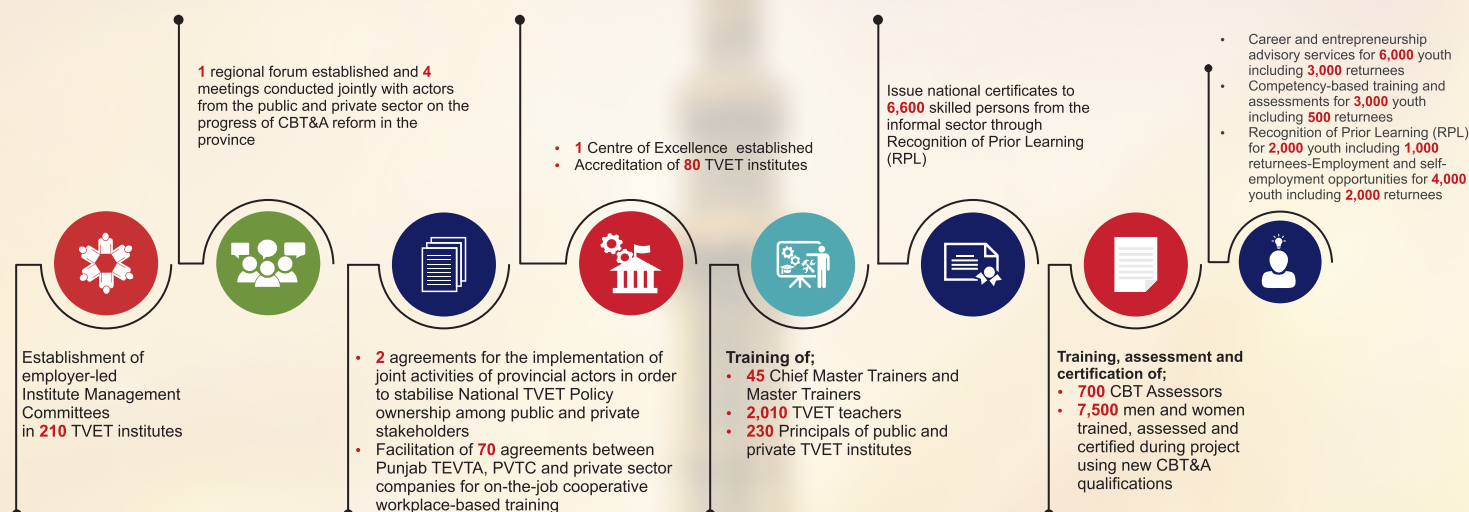 Establishment of
employer-led
Institute Management
Committees
in 210 TVET institutes
1 regional forum established and 4
meetings conducted jointly with actors
from the public and private sector on the
progress of CBT&A reform in the
province
• 2 agreements for the implementation of
joint activities of provincial actors in order
to stabilise National TVET Policy
ownership among public and private
stakeholders
• Facilitation of 70 agreements between
Punjab TEVTA, PVTC and private sector
companies for on-the-job cooperative
workplace-based training
• 1 Centre of Excellence established
• Accreditation of 80 TVET institutes
Training of;
• 45 Chief Master Trainers and
Master Trainers
• 2,010 TVET teachers
• 230 Principals of public and
private TVET institutes
Issue national certificates to
6,600 skilled persons from the
informal sector through
Recognition of Prior Learning
(RPL)
Training, assessment and
certification of;
• 700 CBT Assessors
• 7,500 men and women
trained, assessed and
certified during project
using new CBT&A
qualifications
• Career and entrepreneurship
advisory services for 6,000 youth
including 3,000 returnees
• Competency-based training and
assessments for 3,000 youth
including 500 returnees
• Recognition of Prior Learning (RPL)
for 2,000 youth including 1,000
returnees-Employment and self-
employment opportunities for 4,000
youth including 2,000 returnees